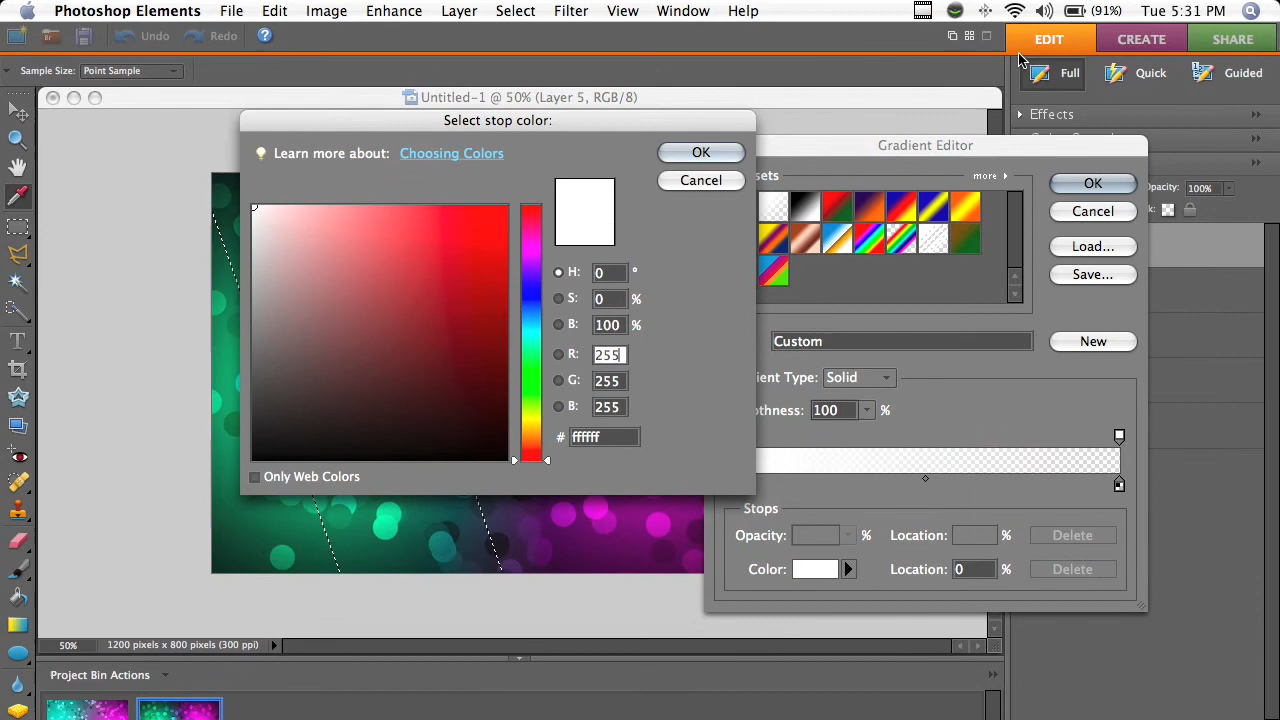 Photoshop Elements File Edit Image Enhance Layer Select Filter View Window Help (91%) Tue 5:31 PM
Br Undo Redo ? EDIT CREATE SHARE
Sample Size: Point Sample Full Quick Guided
Untitled-1 @ 50% (Layer 5, RGB/8)
Effects
Select stop color:
Learn more about: Choosing Colors
OK
Cancel
H: 0 °
S: 0 %
B: 100 %
R: 255
G: 255
B: 255
# ffffff
Only Web Colors
Gradient Editor
sets more
OK
Cancel
Load...
Save...
Custom New
ient Type: Solid
othness: 100 %
Stops
Opacity: % Location: % Delete
Color: Location: 0 % Delete
Opacity: 100%
k:
50% 1200 pixels x 800 pixels (300 ppi)
Project Bin Actions